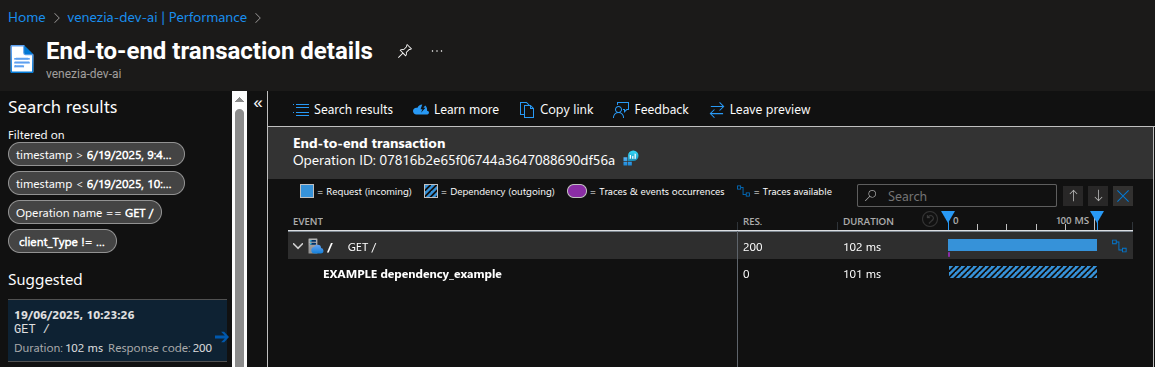 Home > venezia-dev-ai | Performance >
End-to-end transaction details
venezia-dev-ai
Search results
Filtered on
timestamp > 6/19/2025, 9:4...
timestamp < 6/19/2025, 10:...
Operation name == GET /
client_Type != ...
Suggested
19/06/2025, 10:23:26
GET /
Duration: 102 ms Response code: 200
Search results Learn more Copy link Feedback Leave preview
End-to-end transaction
Operation ID: 07816b2e65f06744a3647088690df56a
= Request (incoming) = Dependency (outgoing) = Traces & events occurrences = Traces available
Search
EVENT RES. DURATION 0 100 MS
/ GET / 200 102 ms
EXAMPLE dependency_example 0 101 ms